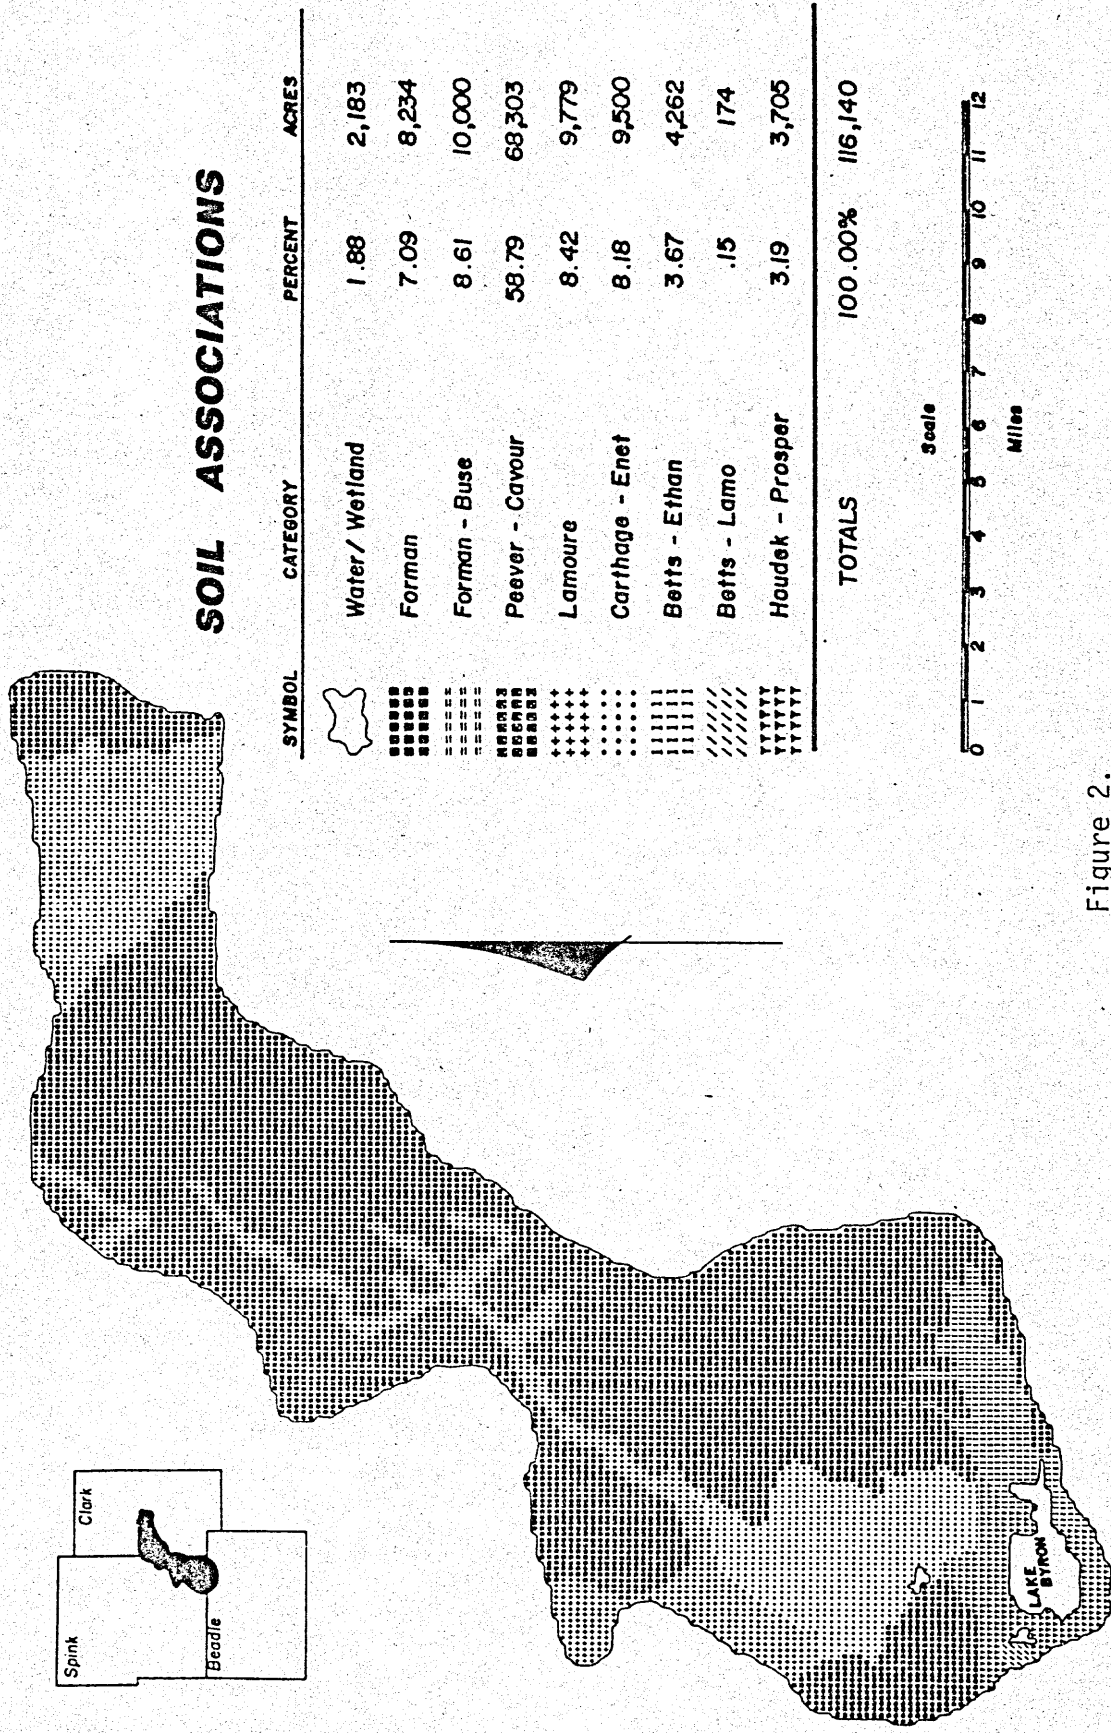 SOIL ASSOCIATIONS
SYMBOL CATEGORY PERCENT ACRES
Water/Wetland 1.88 2,183
Forman 7.09 8,234
Forman - Buse 8.61 10,000
Peever - Cavour 58.79 68,303
Lamoure 8.42 9,779
Carthage - Enet 8.18 9,500
Betts - Ethan 3.67 4,262
Betts - Lamo .15 174
Houdek - Prosper 3.19 3,705
TOTALS 100.00% 116,140
Scale
0 1 2 3 4 5 6 7 8 9 10 11 12
Miles
Spink
Clark
Beadle
LAKE
BYRON
Figure 2.